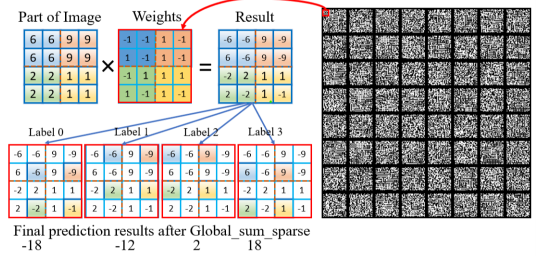 Part of Image Weights Result
6 6 9 9 -1 -1 1 -1 -6 -6 9 -9
6 6 9 9 × 1 -1 1 -1 = 6 -6 9 -9
2 2 1 1 -1 1 1 1 -2 2 1 1
2 2 1 1 1 -1 1 -1 2 -2 1 -1
Label 0 Label 1 Label 2 Label 3
-6 -6 9 -9 -6 -6 9 -9 -6 -6 9 -9 -6 -6 9 -9
6 -6 9 -9 6 -6 9 -9 6 -6 9 -9 6 -6 9 -9
-2 2 1 1 -2 2 1 1 -2 2 1 1 -2 2 1 1
2 -2 1 -1 2 -2 1 -1 2 -2 1 -1 2 -2 1 -1
Final prediction results after Global_sum_sparse
-18 -12 2 18